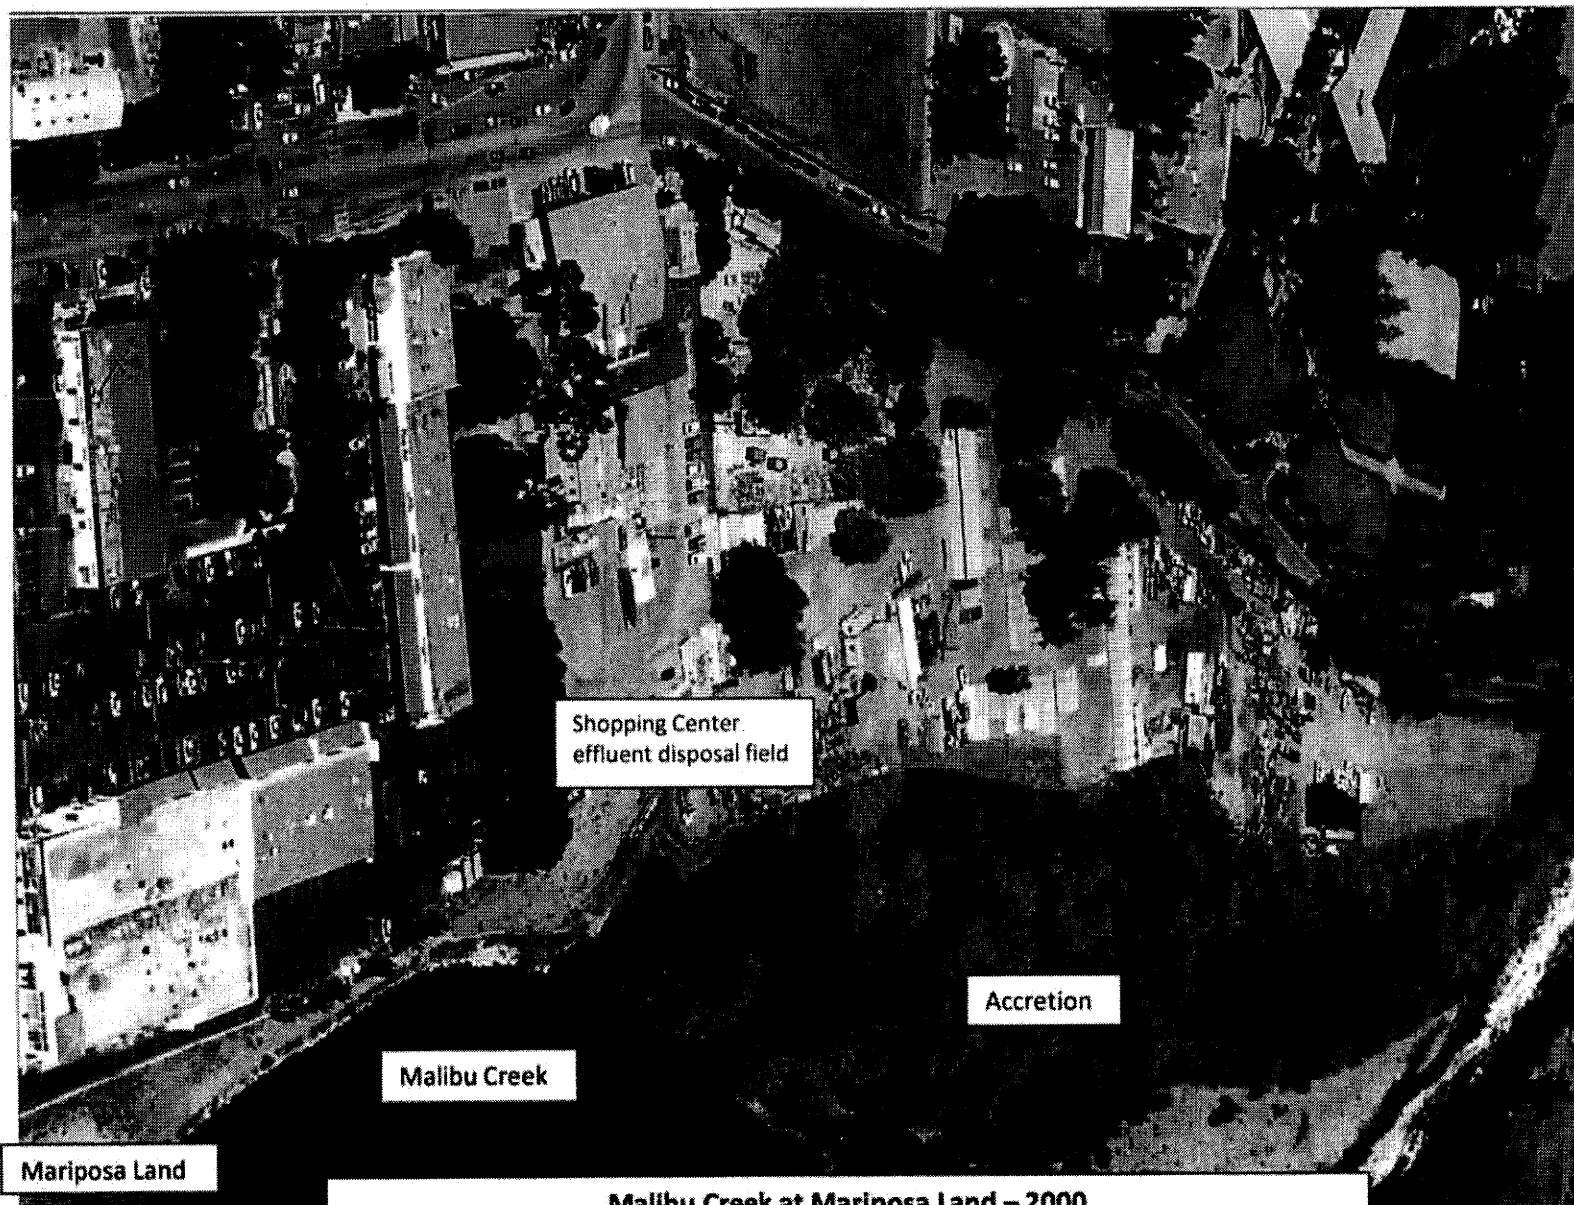 Shopping Center
effluent disposal field
Accretion
Malibu Creek
Mariposa Land
Malibu Creek at Mariposa Land – 2000